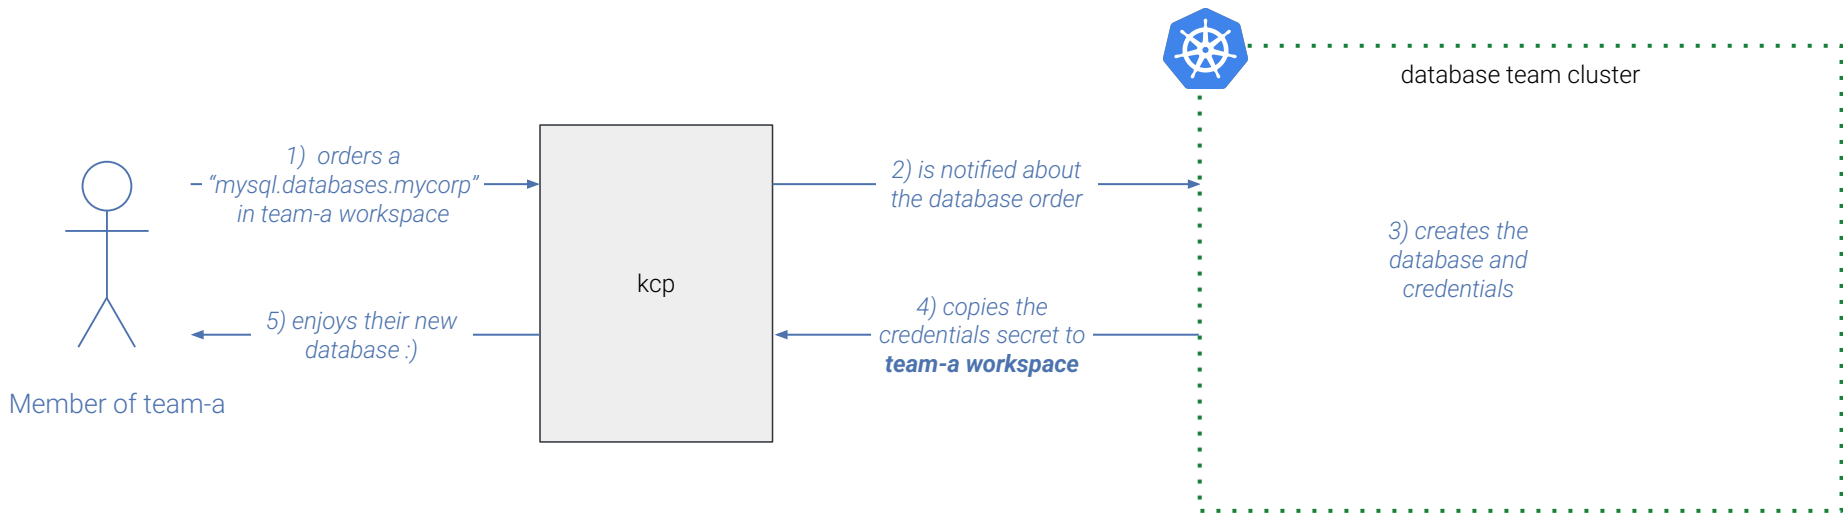 database team cluster
1) orders a
“mysql.databases.mycorp”
in team-a workspace
2) is notified about
the database order
3) creates the
database and
credentials
kcp
4) copies the
credentials secret to
team-a workspace
5) enjoys their new
database :)
Member of team-a